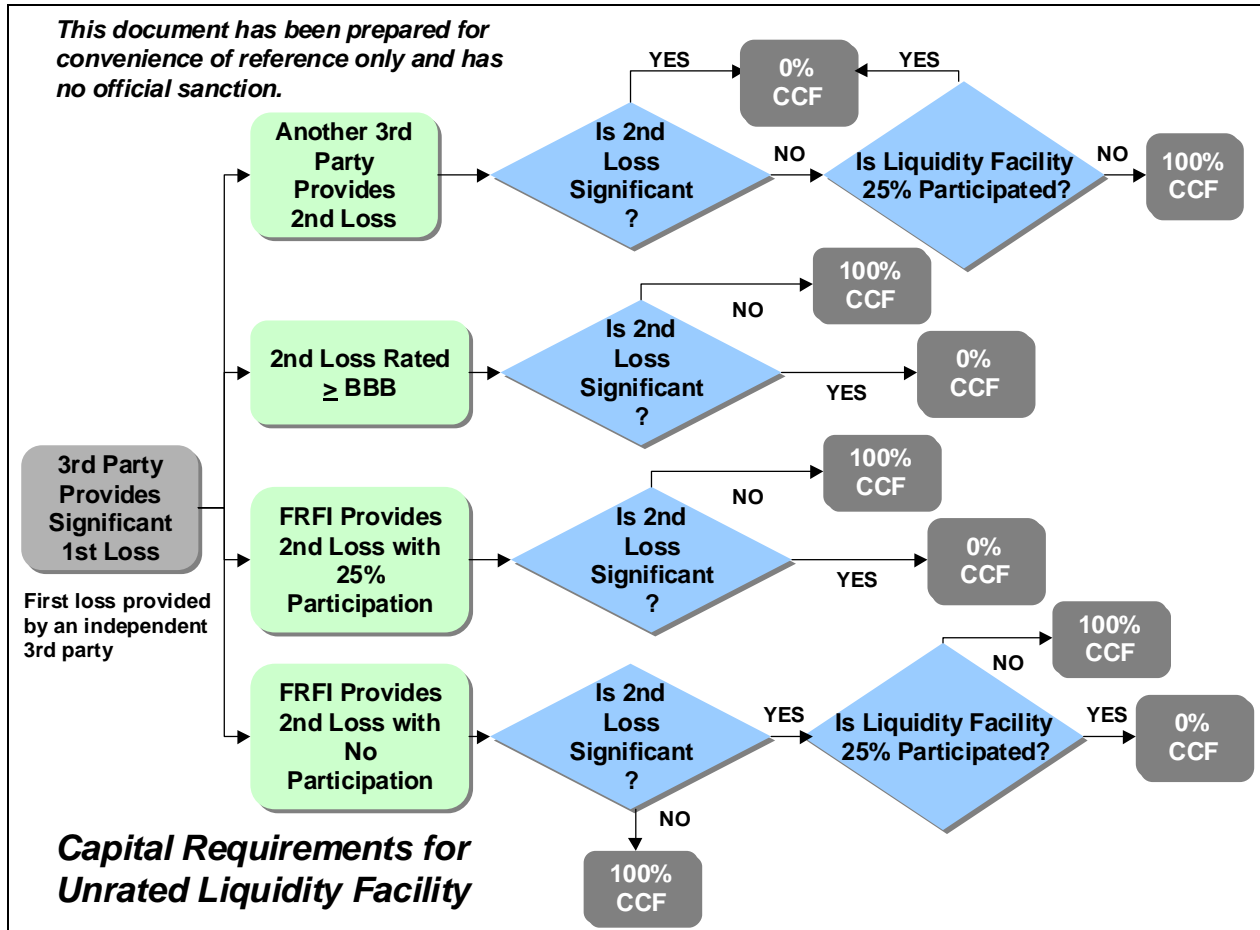 This document has been prepared for
convenience of reference only and has
no official sanction.
YES
0%
CCF
YES
Another 3rd
Party
Provides
2nd Loss
Is 2nd
Loss
Significant
?
NO
Is Liquidity Facility
25% Participated?
NO
100%
CCF
2nd Loss Rated
≥ BBB
Is 2nd
Loss
Significant
?
NO
100%
CCF
YES
0%
CCF
3rd Party
Provides
Significant
1st Loss
First loss provided
by an independent
3rd party
FRFI Provides
2nd Loss with
25%
Participation
Is 2nd
Loss
Significant
?
NO
100%
CCF
YES
0%
CCF
FRFI Provides
2nd Loss with
No
Participation
Is 2nd
Loss
Significant
?
YES
Is Liquidity Facility
25% Participated?
NO
100%
CCF
YES
0%
CCF
NO
100%
CCF
Capital Requirements for
Unrated Liquidity Facility